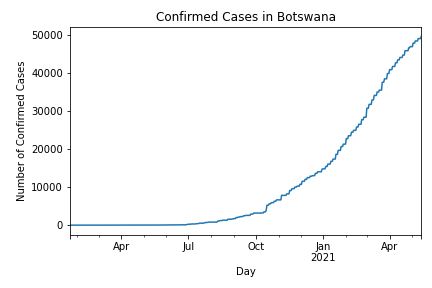 Confirmed Cases in Botswana
50000
40000
30000
20000
10000
0
Number of Confirmed Cases
Apr Jul Oct Jan Apr
2021
Day